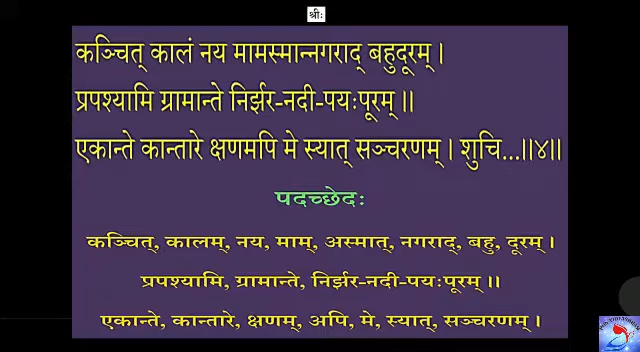 श्रीः
कञ्चित् कालं नय मामस्मान्नगराद् बहुदूरम् ।
प्रपश्यामि ग्रामान्ते निर्झर-नदी-पयःपूरम् ॥
एकान्ते कान्तारे क्षणमपि मे स्यात् सञ्चरणम् । शुचि...॥४॥
पदच्छेदः
कञ्चित्, कालम्, नय, माम्, अस्मात्, नगराद्, बहु, दूरम् ।
प्रपश्यामि, ग्रामान्ते, निर्झर-नदी-पयःपूरम् ॥
एकान्ते, कान्तारे, क्षणम्, अपि, मे, स्यात्, सञ्चरणम् ।